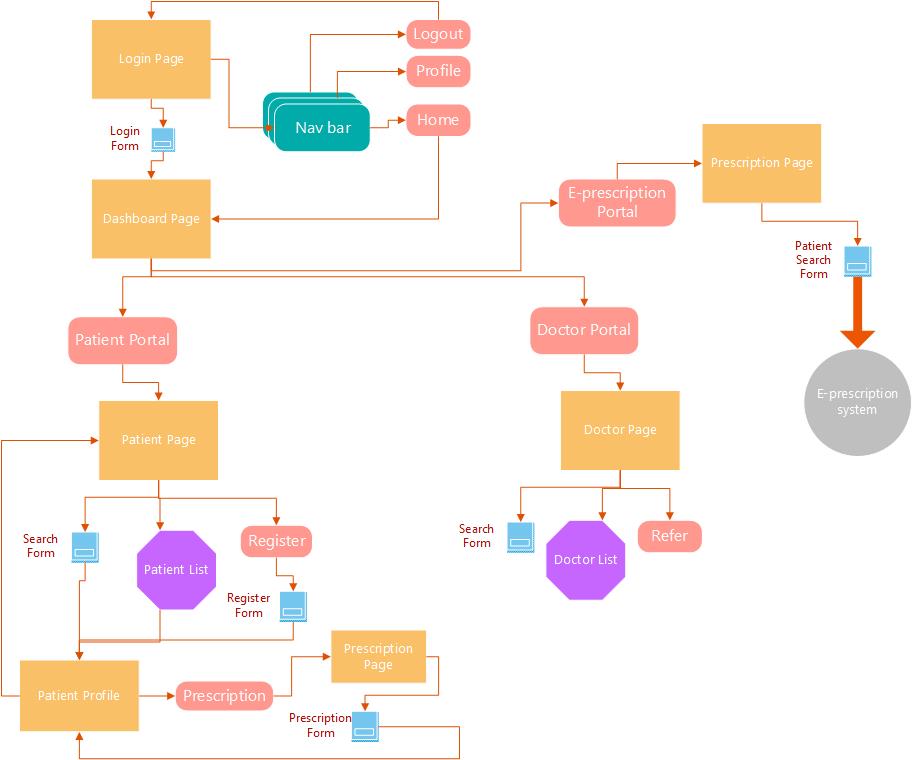 Logout
Login Page
Profile
Home
Nav bar
Login
Form
Prescription Page
E-prescription
Portal
Dashboard Page
Patient
Search
Form
Patient Portal
Doctor Portal
E-prescription
system
Patient Page
Doctor Page
Search
Form
Patient List
Register
Search
Form
Doctor List
Refer
Register
Form
Prescription
Page
Patient Profile
Prescription
Prescription
Form